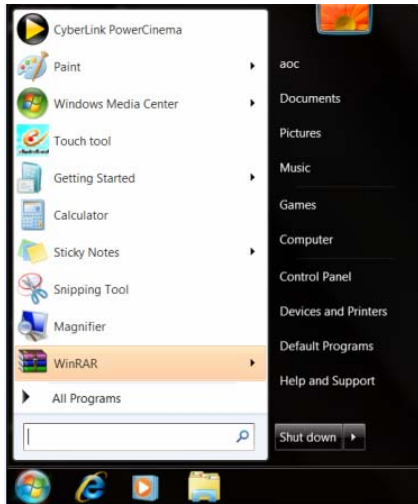 CyberLink PowerCinema
Paint
Windows Media Center
Touch tool
Getting Started
Calculator
Sticky Notes
Snipping Tool
Magnifier
WinRAR
All Programs
aoc
Documents
Pictures
Music
Games
Computer
Control Panel
Devices and Printers
Default Programs
Help and Support
Shut down